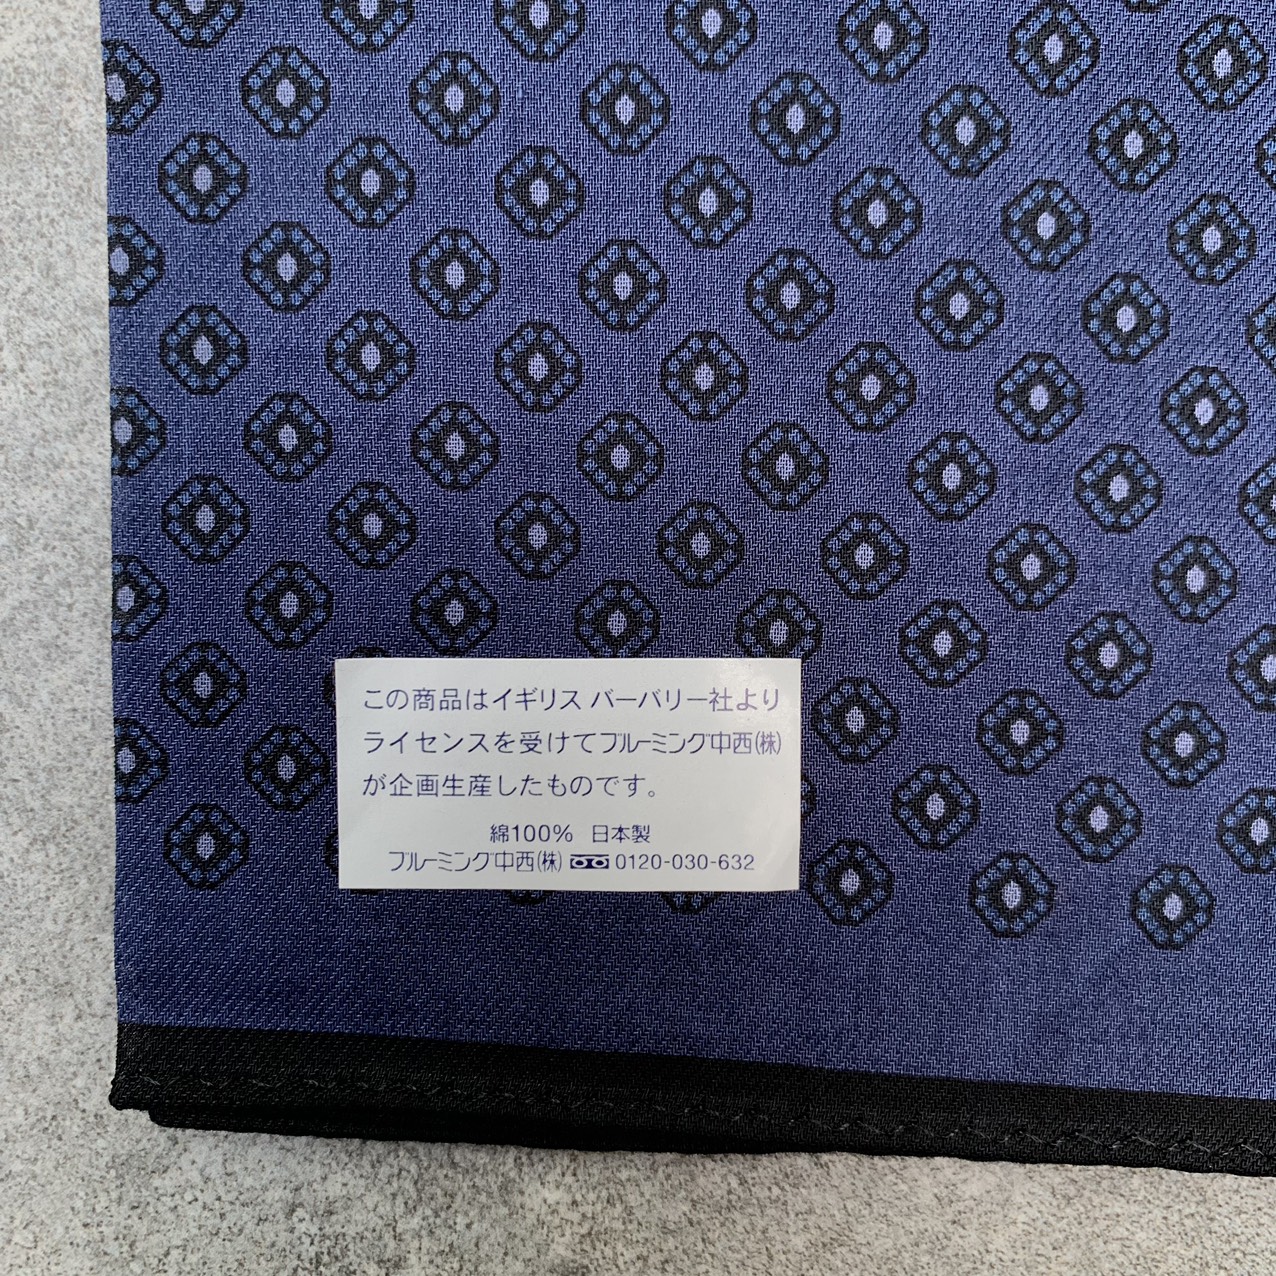 この商品はイギリス バーバリー社より
ライセンスを受けてブルーミング中西㈱
が企画生産したものです。
綿100% 日本製
ブルーミング中西㈱ 0120-030-632